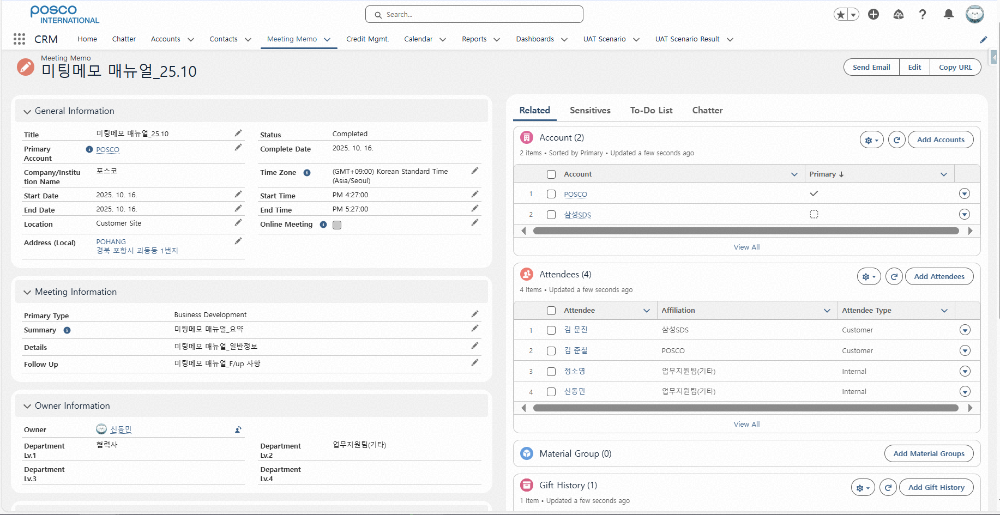 posco
INTERNATIONAL
Search...
CRM
Home
Chatter
Accounts
Contacts
Meeting Memo
Credit Mgmt.
Calendar
Reports
Dashboards
UAT Scenario
UAT Scenario Result
Meeting Memo
미팅메모 매뉴얼_25.10
Send Email
Edit
Copy URL
General Information
Title
미팅메모 매뉴얼_25.10
Status
Completed
Primary
Account
POSCO
Complete Date
2025. 10. 16.
Company/Institu
tion Name
포스코
Time Zone
(GMT+09:00) Korean Standard Time
(Asia/Seoul)
Start Date
2025. 10. 16.
Start Time
PM 4:27:00
End Date
2025. 10. 16.
End Time
PM 5:27:00
Location
Customer Site
Online Meeting
Address (Local)
POHANG
경북 포항시 괴동동 1번지
Meeting Information
Primary Type
Business Development
Summary
미팅메모 매뉴얼_요약
Details
미팅메모 매뉴얼_일반정보
Follow Up
미팅메모 매뉴얼_F/up 사항
Owner Information
Owner
신동민
Department
Lv.1
협력사
Department
Lv.2
업무지원팀(기타)
Department
Lv.3
Department
Lv.4
Related
Sensitives
To-Do List
Chatter
Account (2)
Add Accounts
2 items • Sorted by Primary • Updated a few seconds ago
Account
Primary
1
POSCO
2
삼성SDS
View All
Attendees (4)
Add Attendees
4 items • Updated a few seconds ago
Attendee
Affiliation
Attendee Type
1
김 문진
삼성SDS
Customer
2
김 준철
POSCO
Customer
3
정소영
업무지원팀(기타)
Internal
4
신동민
업무지원팀(기타)
Internal
View All
Material Group (0)
Add Material Groups
Gift History (1)
Add Gift History
1 item • Updated a few seconds ago